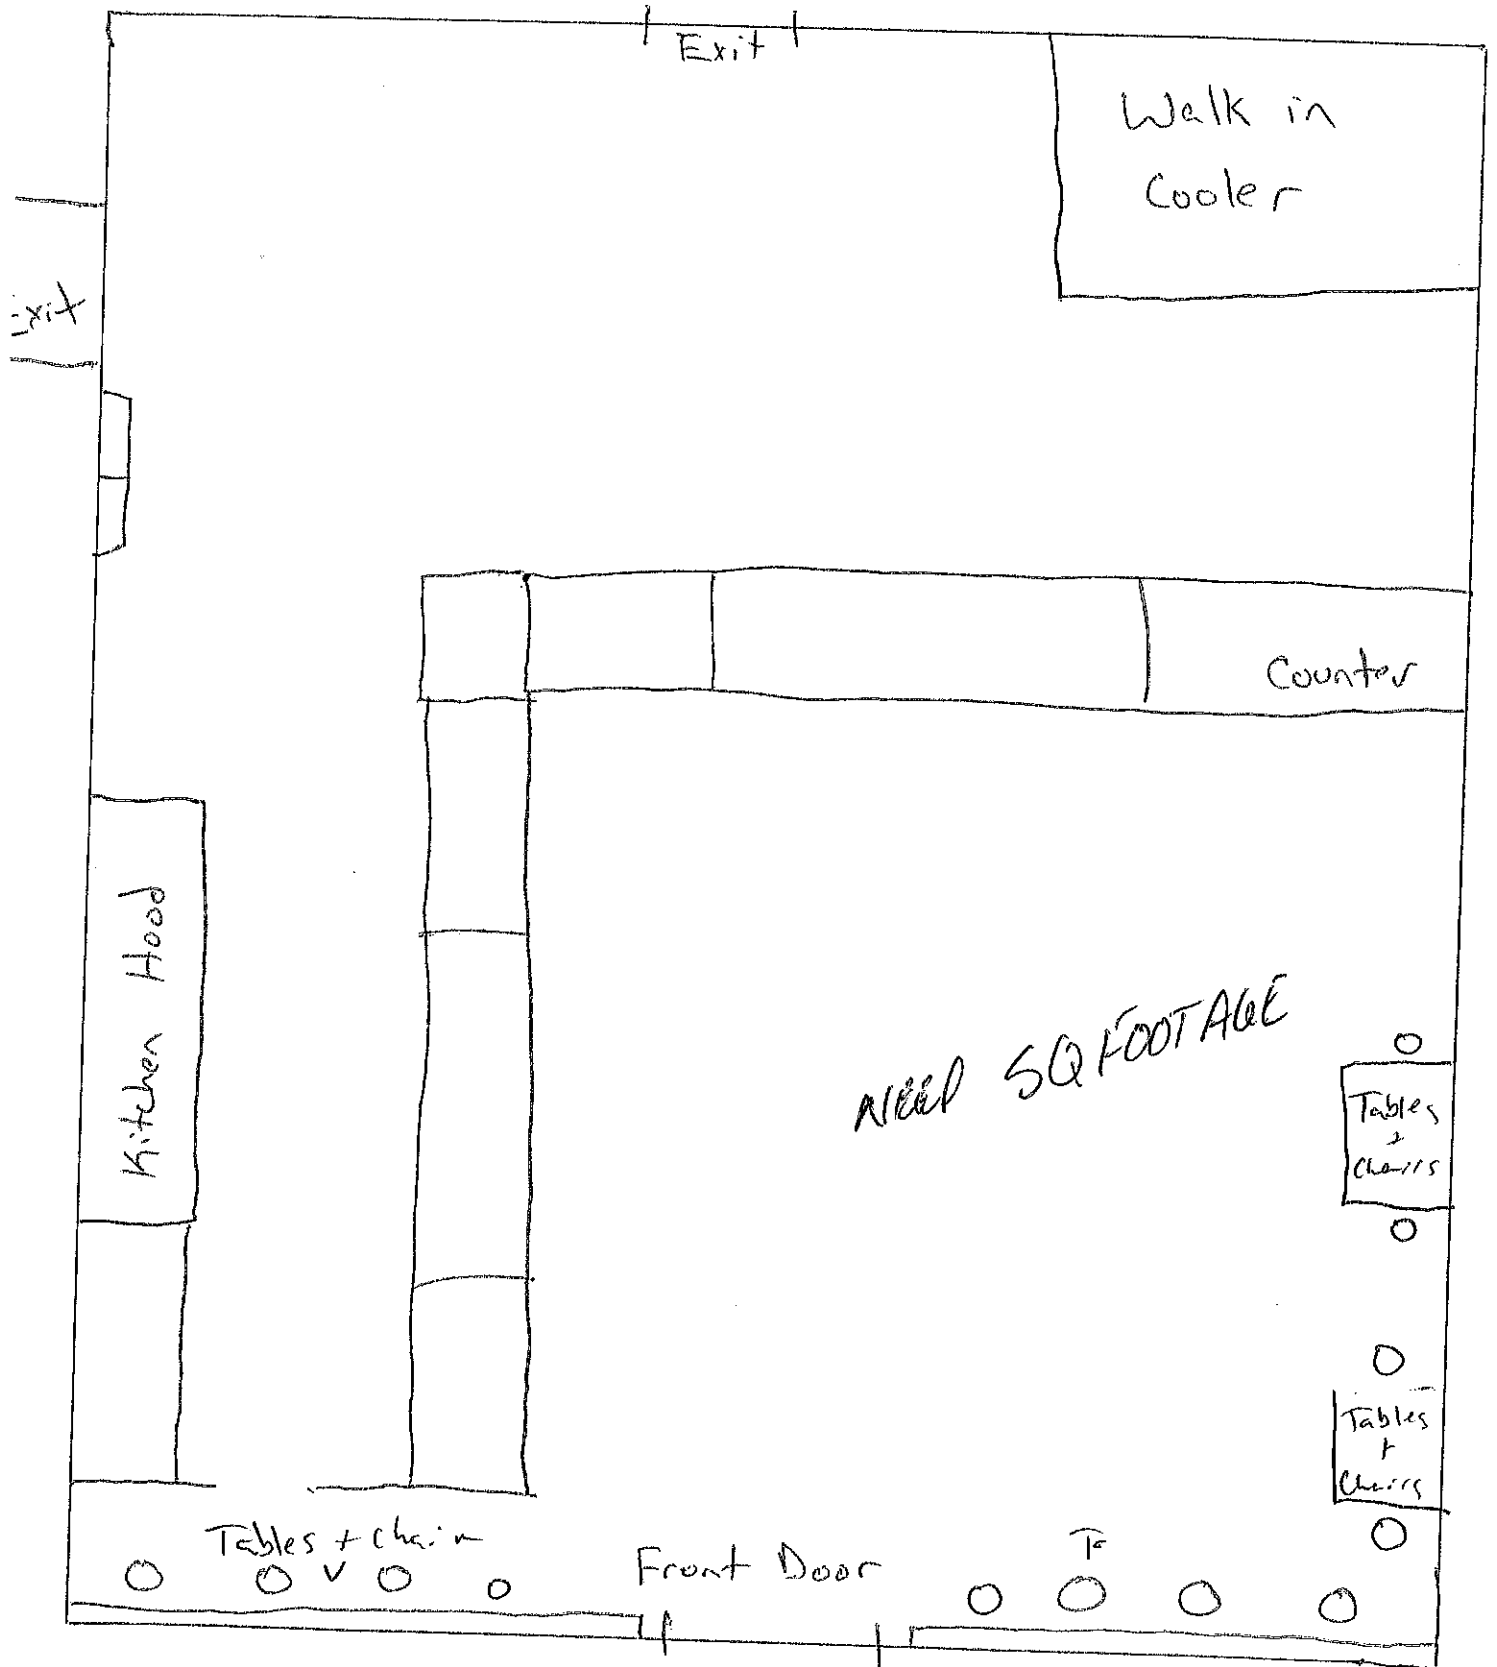 Exit
Walk in
Cooler
Exit
Counter
Kitchen Hood
NEED SQ FOOTAGE
Tables
+
Chairs
Tables
+
Chairs
Tables + Chair
Front Door